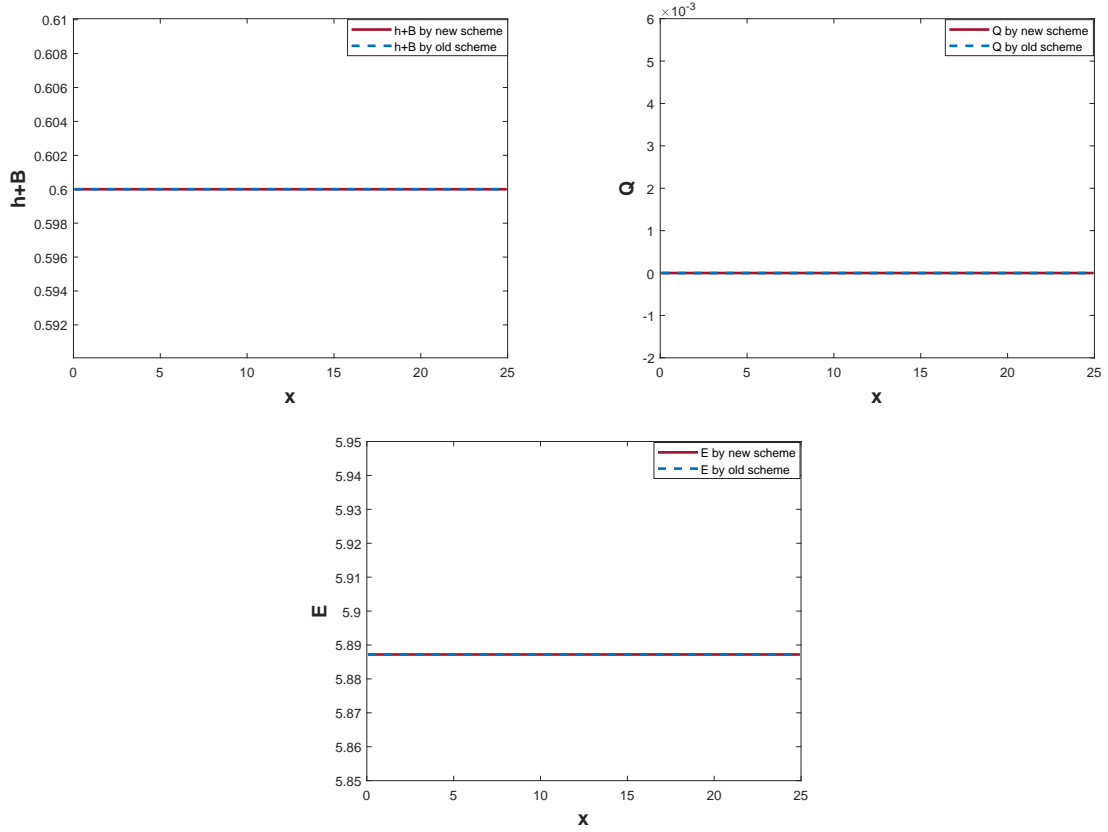 0.61
0.608
0.606
0.604
0.602
0.6
0.598
0.596
0.594
0.592
h+B
0 5 10 15 20 25
x
h+B by new scheme
h+B by old scheme
×10-3
6
5
4
3
2
1
0
-1
-2
Q
0 5 10 15 20 25
x
Q by new scheme
Q by old scheme
5.95
5.94
5.93
5.92
5.91
5.9
5.89
5.88
5.87
5.86
5.85
E
0 5 10 15 20 25
x
E by new scheme
E by old scheme